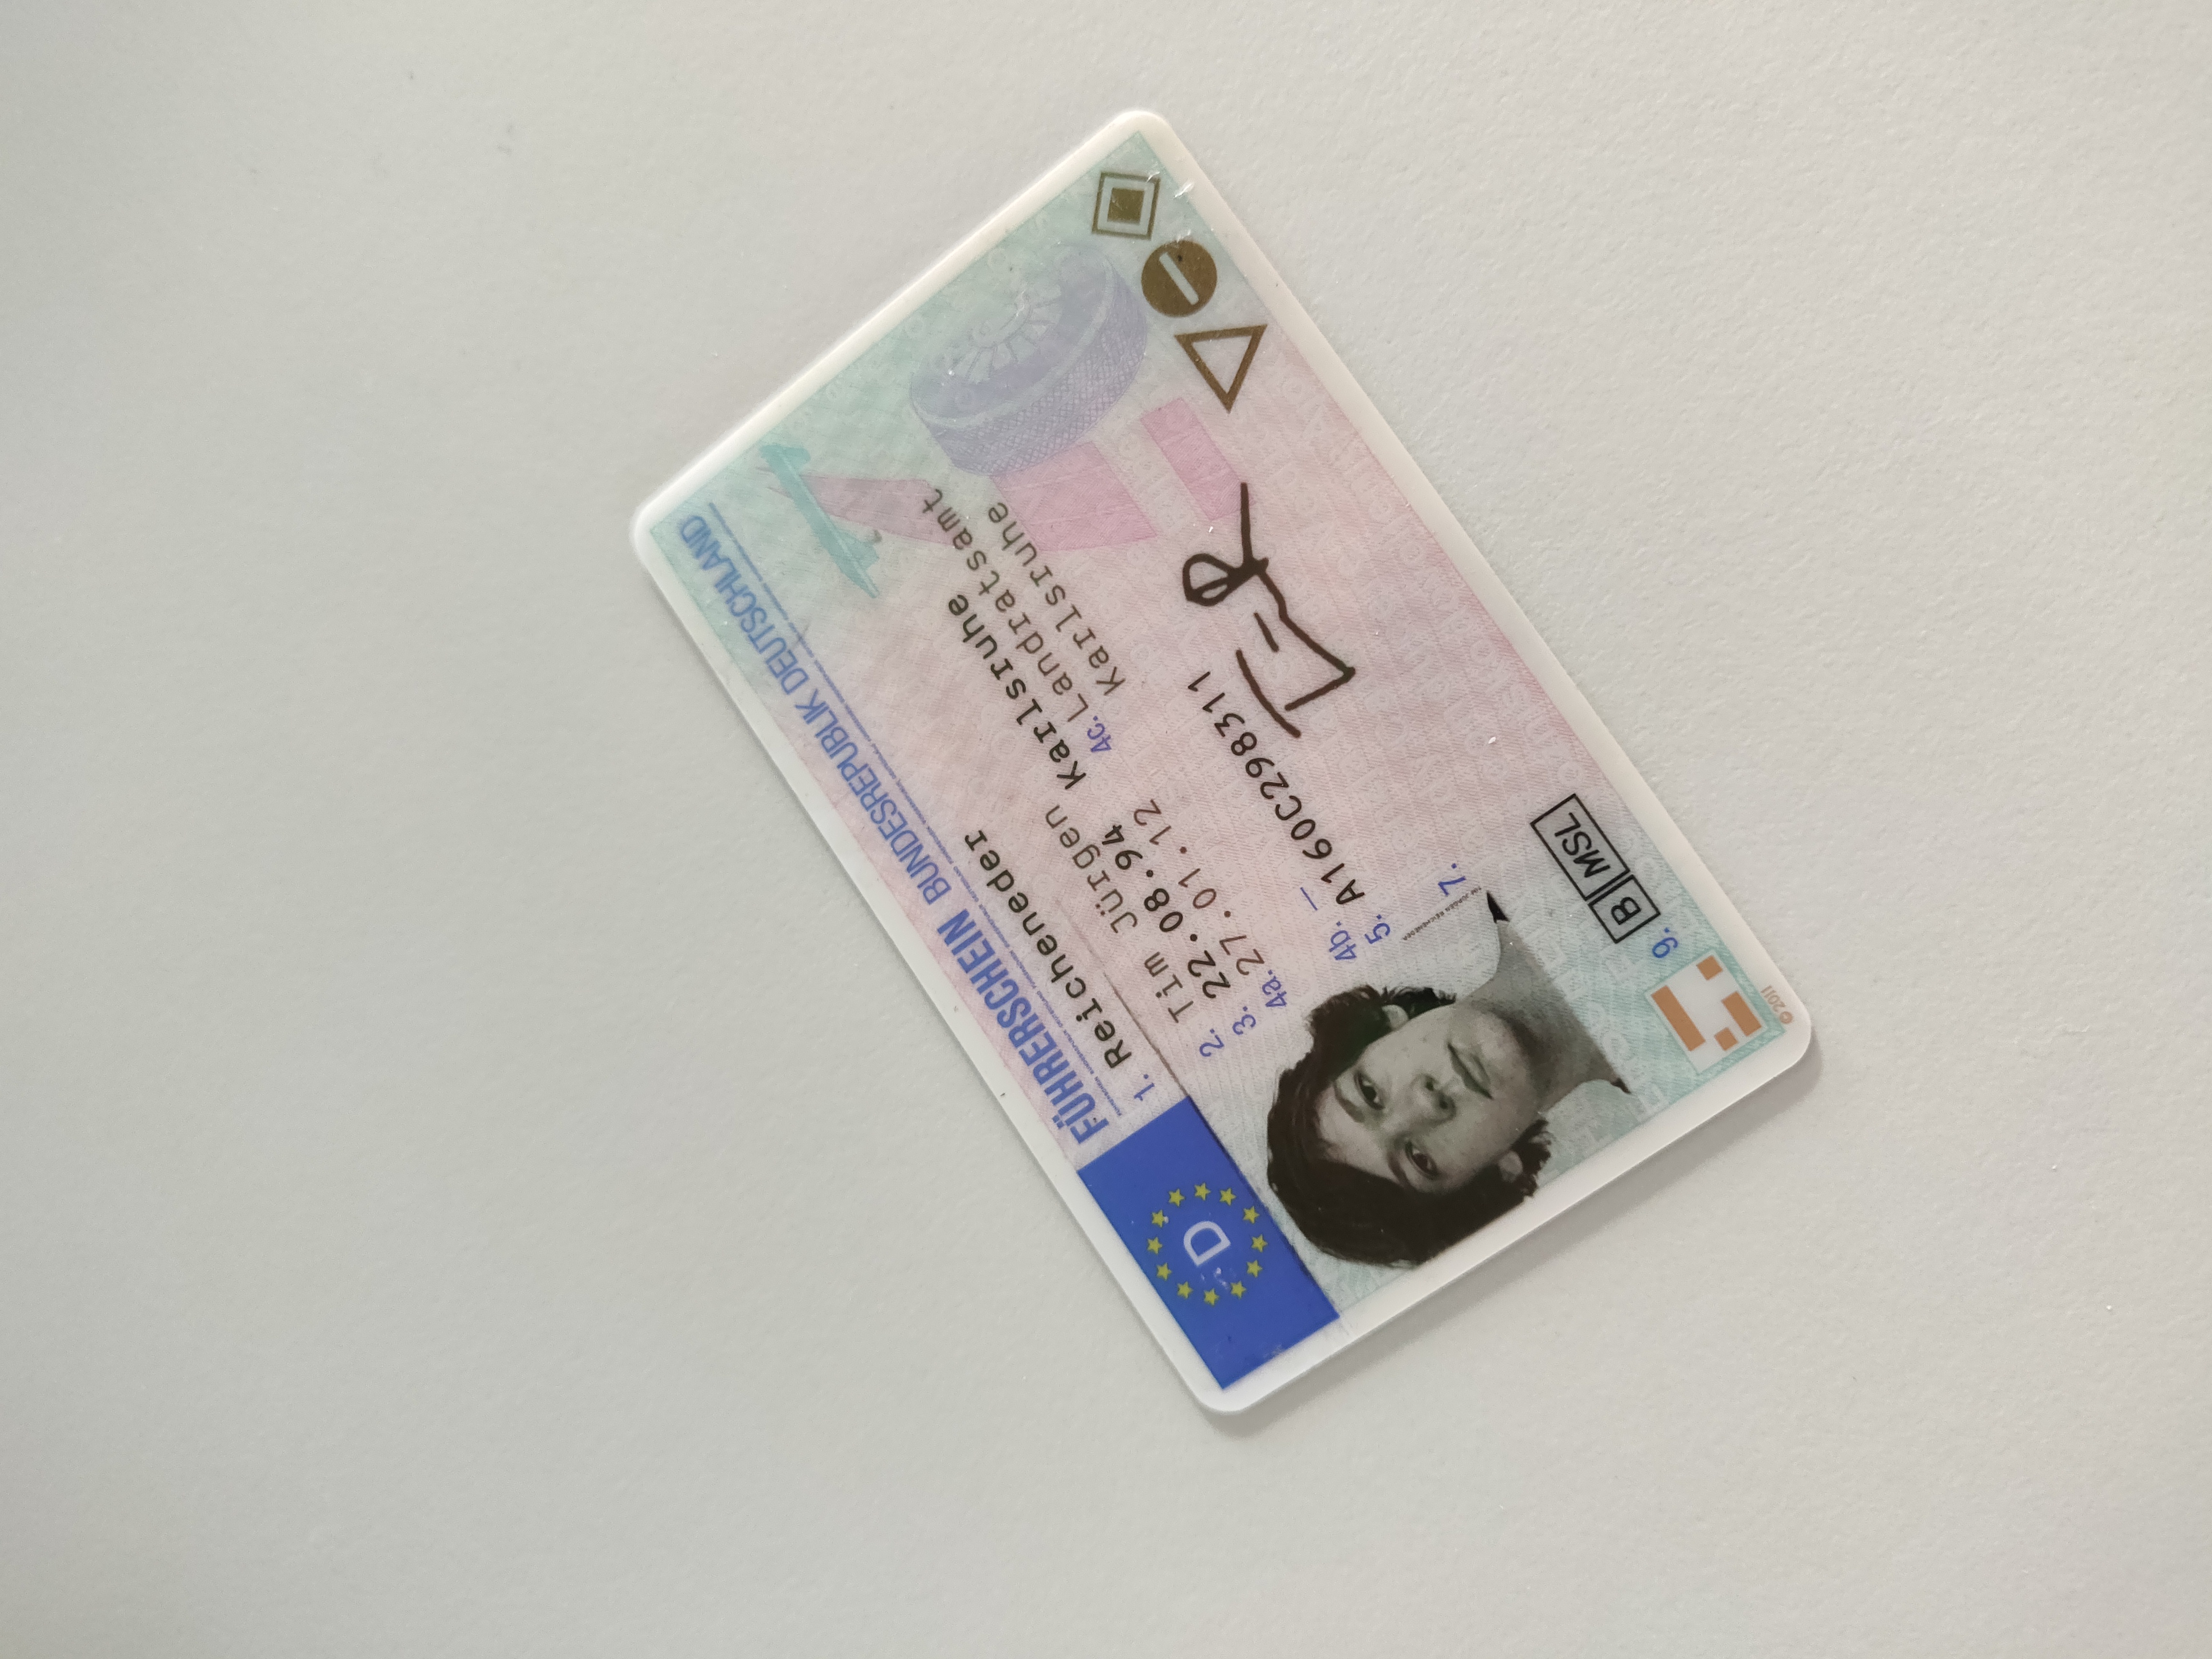 D
FÜHRERSCHEIN BUNDESREPUBLIK DEUTSCHLAND
1. Reicheneder
2. Tim Jürgen
3. 22.08.94 Karlsruhe
4a. 27.01.12 4c. Landratsamt
Karlsruhe
4b. —
5. A160C298311
7.
9. B MSL
© 2011